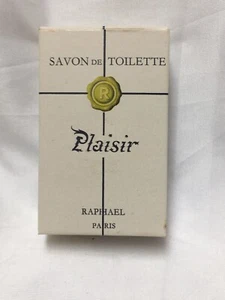 SAVON DE TOILETTE
R
Plaisir
RAPHAEL
PARIS